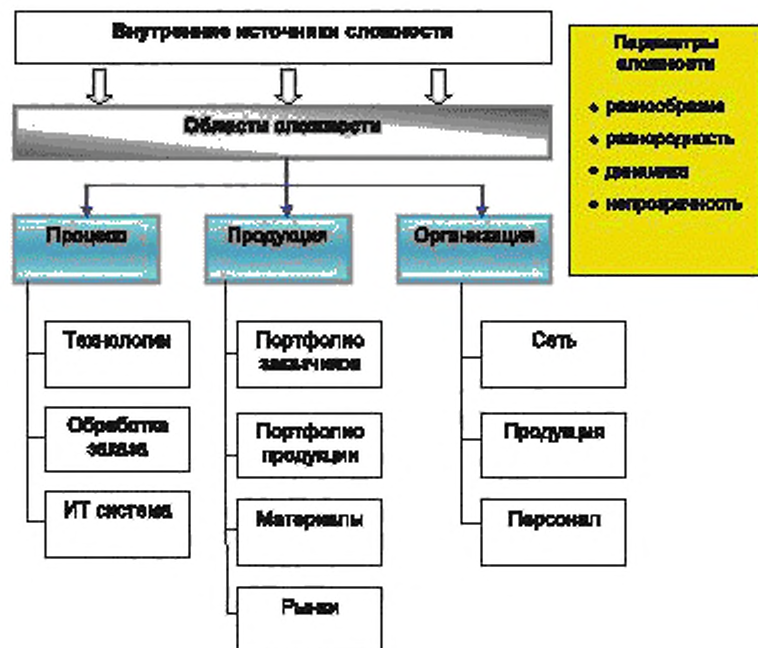 Внутренние источники сложности
Области сложности
Параметры
сложности
разнообразие
разнородность
динамика
непрозрачность
Процесс
Продукция
Организация
Технологии
Обработка
заказа
ИТ система
Портфолио
заказчиков
Портфолио
продукции
Материалы
Рынки
Сеть
Продукция
Персонал